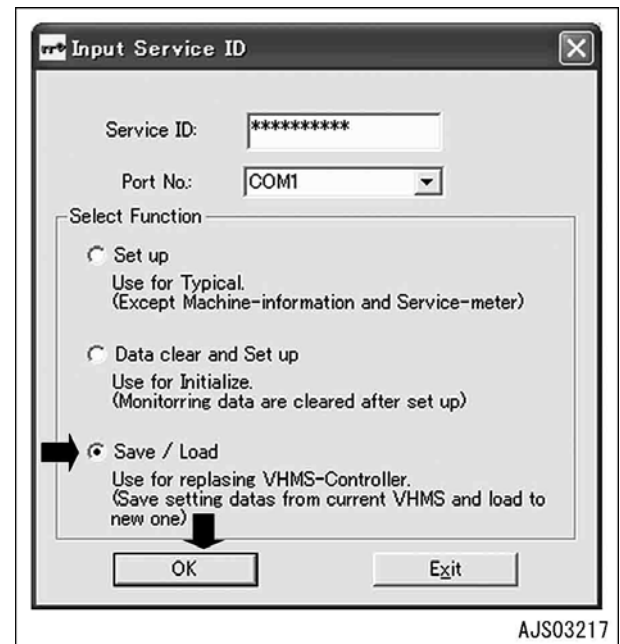 Input Service ID
Service ID: **********
Port No.: COM1
Select Function
Set up
Use for Typical.
(Except Machine-information and Service-meter)
Data clear and Set up
Use for Initialize.
(Monitorring data are cleared after set up)
Save / Load
Use for replasing VHMS-Controller.
(Save setting datas from current VHMS and load to
new one)
OK Exit
AJS03217